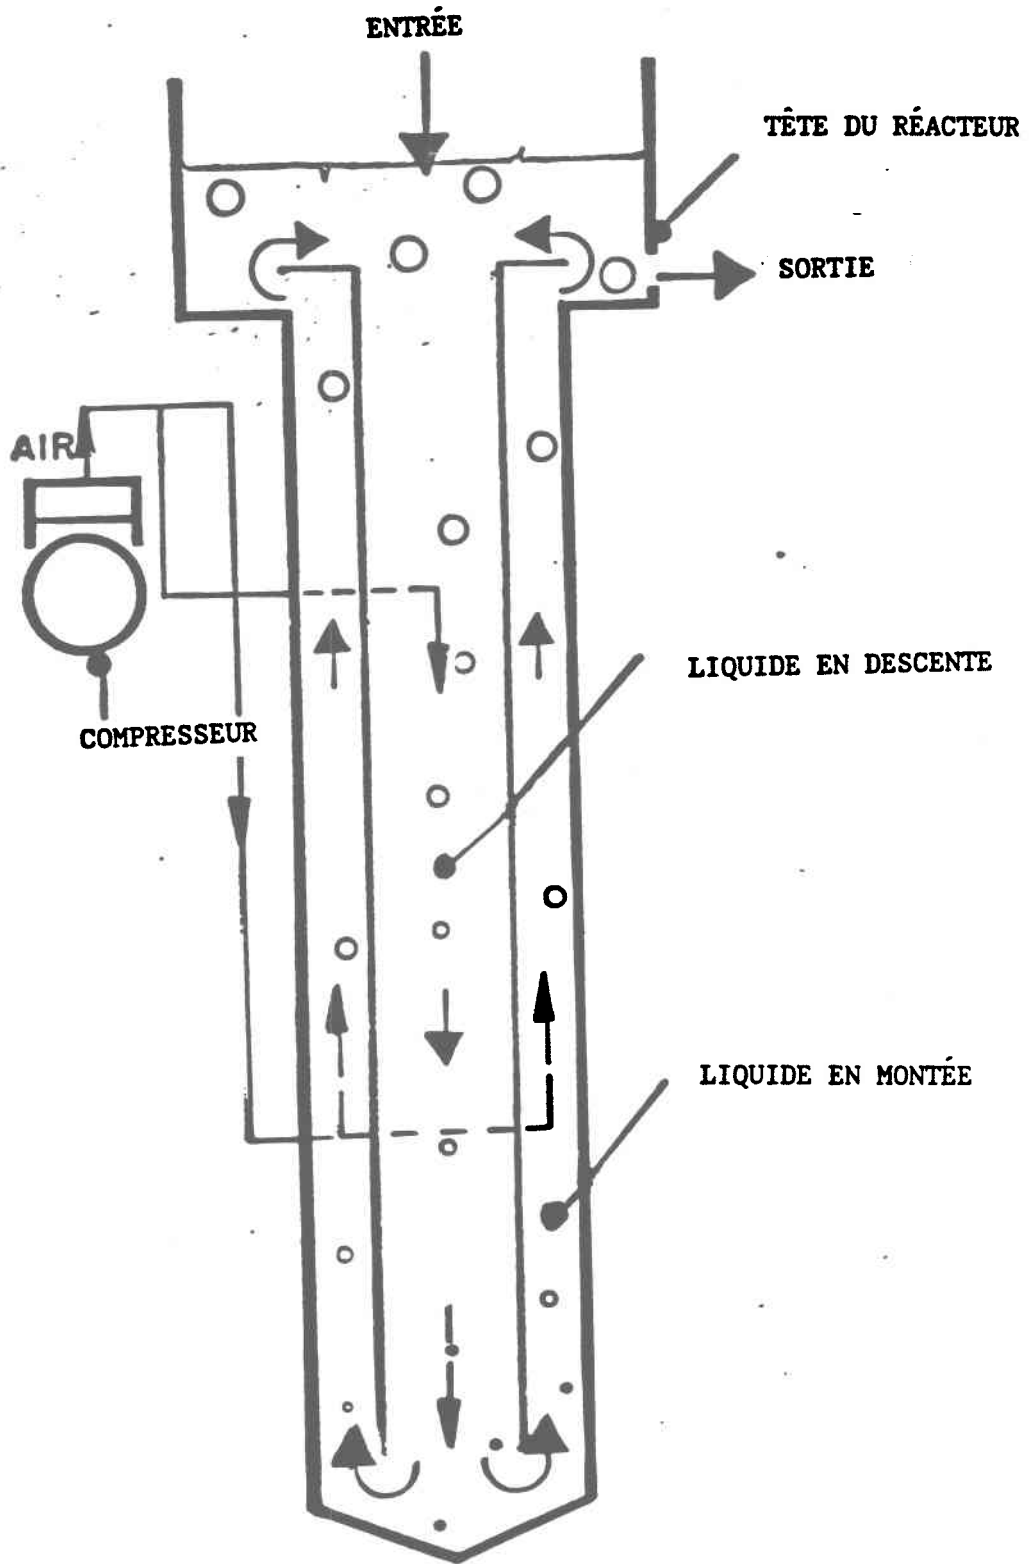 ENTRÉE
TÊTE DU RÉACTEUR
SORTIE
AIR
LIQUIDE EN DESCENTE
COMPRESSEUR
LIQUIDE EN MONTÉE